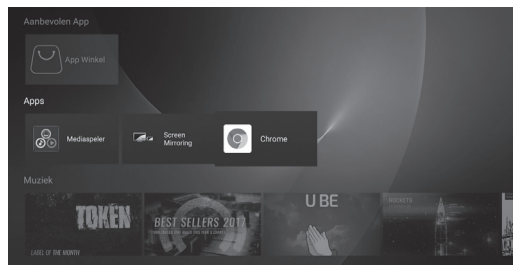 Aanbevolen App
App Winkel
Apps
Mediaspeler
Screen
Mirroring
Chrome
Muziek
TOKEN
LABEL OF THE MONTH
BEST SELLERS 2017
U BE
ROCKETS